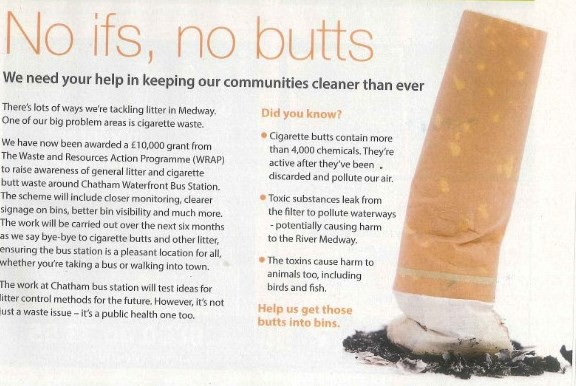 No ifs, no butts
We need your help in keeping our communities cleaner than ever
There's lots of ways we're tackling litter in Medway.
One of our big problem areas is cigarette waste.
We have now been awarded a £10,000 grant from
The Waste and Resources Action Programme (WRAP)
to raise awareness of general litter and cigarette
butt waste around Chatham Waterfront Bus Station.
The scheme will include closer monitoring, clearer
signage on bins, better bin visibility and much more.
The work will be carried out over the next six months
as we say bye-bye to cigarette butts and other litter,
ensuring the bus station is a pleasant location for all,
whether you're taking a bus or walking into town.
The work at Chatham bus station will test ideas for
litter control methods for the future. However, it's not
just a waste issue – it's a public health one too.
Did you know?
• Cigarette butts contain more
than 4,000 chemicals. They're
active after they've been
discarded and pollute our air.
• Toxic substances leak from
the filter to pollute waterways
- potentially causing harm
to the River Medway.
• The toxins cause harm to
animals too, including
birds and fish.
Help us get those
butts into bins.